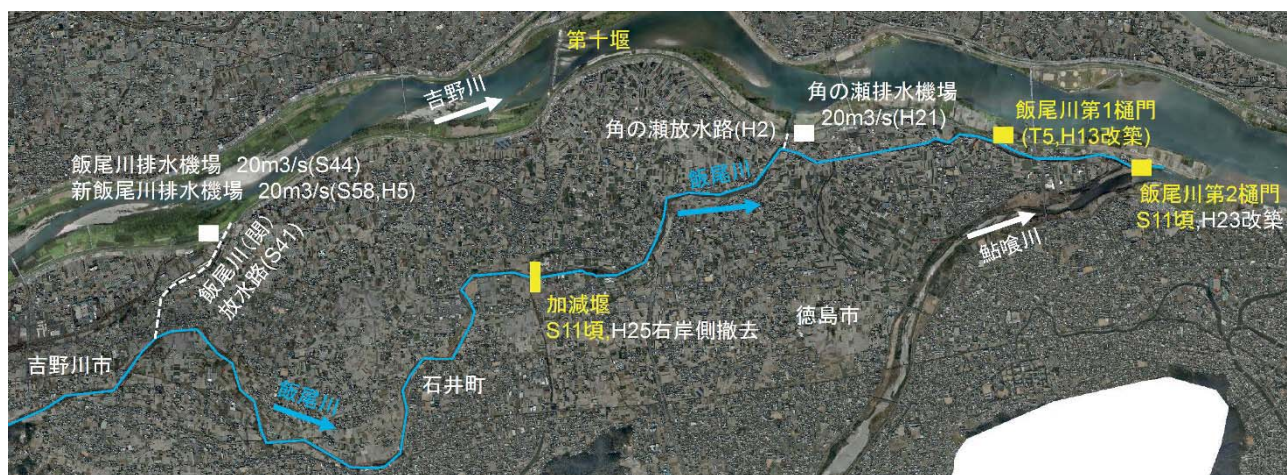 第十堰
吉野川
角の瀬排水機場
20m3/s(H21)
角の瀬放水路(H2)
飯尾川第1樋門
(T5,H13改築)
飯尾川排水機場 20m3/s(S44)
新飯尾川排水機場 20m3/s(S58,H5)
飯尾川
飯尾川第2樋門
S11頃,H23改築
飯尾川(関)
放水路(S41)
鮎喰川
加減堰
S11頃,H25右岸側撤去
徳島市
吉野川市
石井町
飯尾川